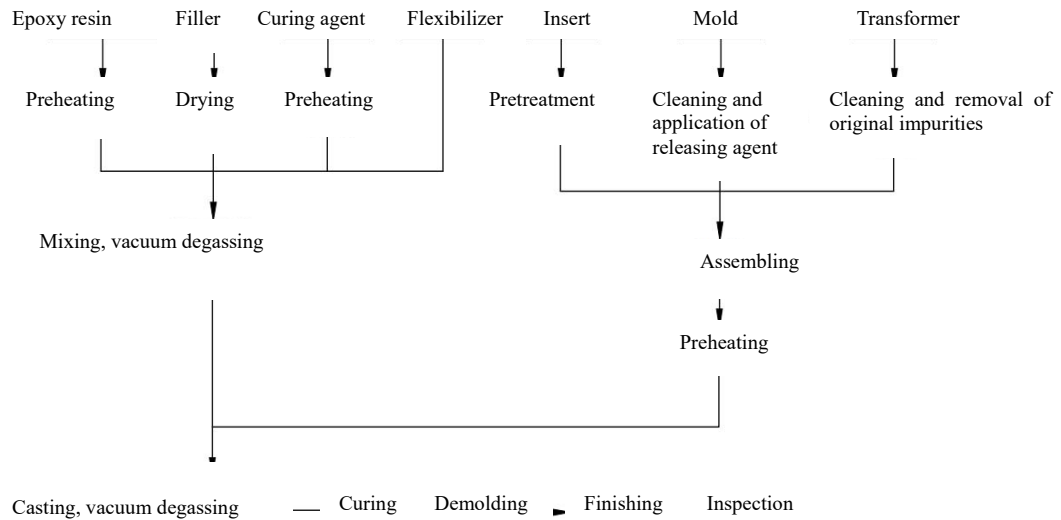 Epoxy resin Filler Curing agent Flexibilizer Insert Mold Transformer
Preheating Drying Preheating Pretreatment Cleaning and application of releasing agent Cleaning and removal of original impurities
Mixing, vacuum degassing
Assembling
Preheating
Casting, vacuum degassing Curing Demolding Finishing Inspection